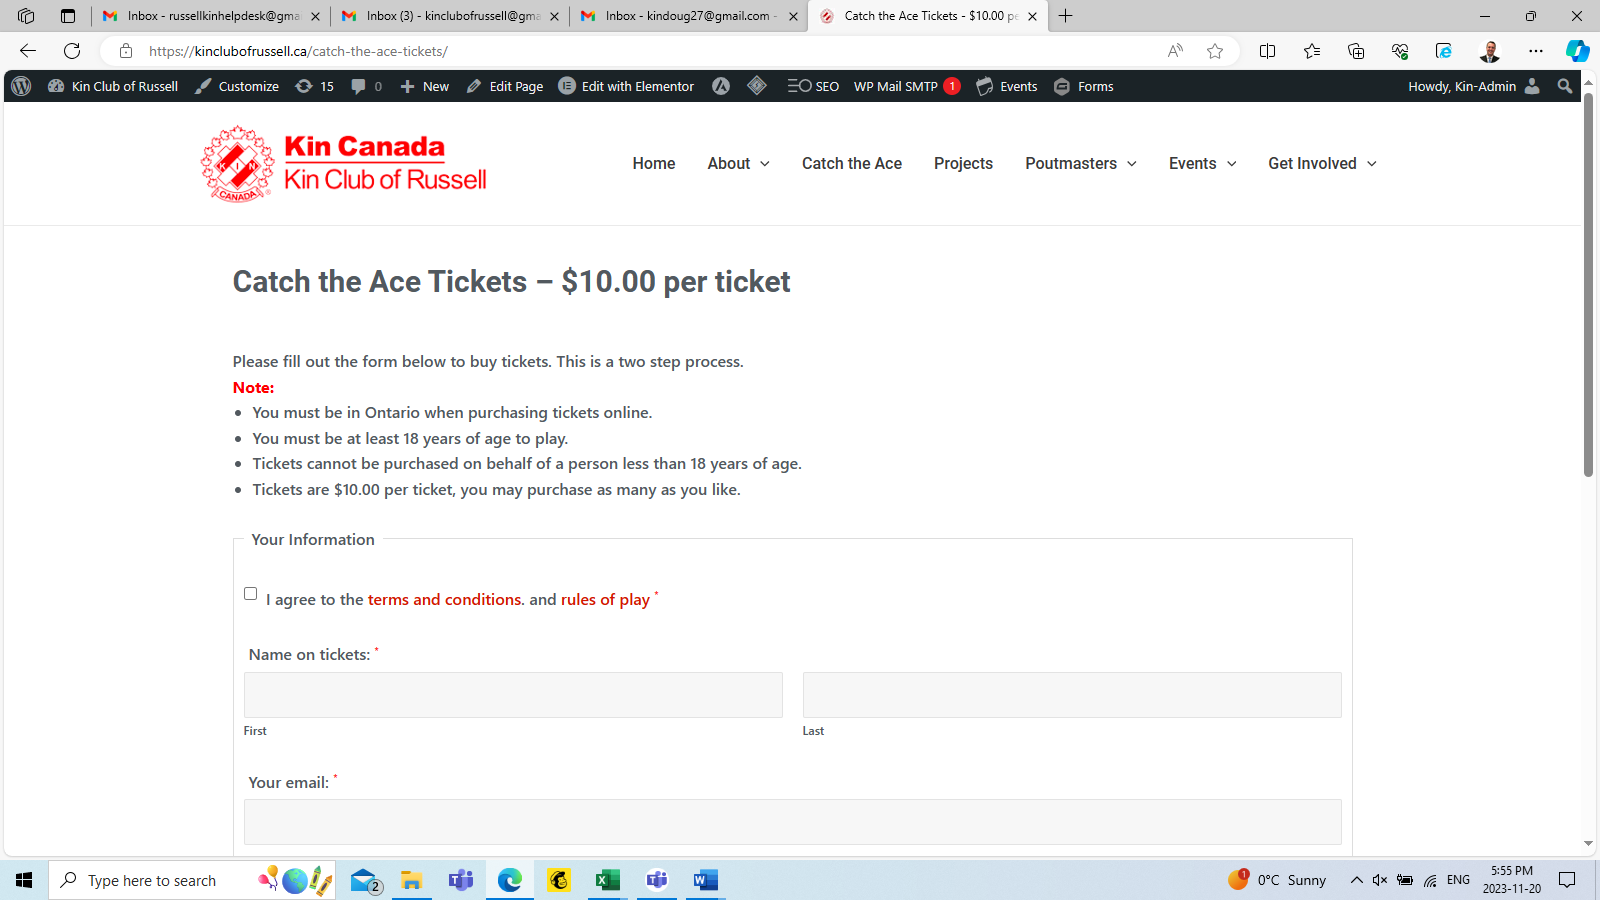 Inbox - russellkinhelpdesk@gma
Inbox (3) - kinclubofrussell@gma
Inbox - kindoug27@gmail.com -
Catch the Ace Tickets - $10.00 pe
https://kinclubofrussell.ca/catch-the-ace-tickets/
Kin Club of Russell
Customize
15
0
New
Edit Page
Edit with Elementor
SEO
WP Mail SMTP 1
Events
Forms
Howdy, Kin-Admin
KIN
CANADA
Kin Canada
Kin Club of Russell
Home
About
Catch the Ace
Projects
Poutmasters
Events
Get Involved
Catch the Ace Tickets – $10.00 per ticket
Please fill out the form below to buy tickets. This is a two step process.
Note:
• You must be in Ontario when purchasing tickets online.
• You must be at least 18 years of age to play.
• Tickets cannot be purchased on behalf of a person less than 18 years of age.
• Tickets are $10.00 per ticket, you may purchase as many as you like.
Your Information
I agree to the terms and conditions. and rules of play *
Name on tickets: *
First
Last
Your email: *
Type here to search
2
1
0°C Sunny
ENG
5:55 PM
2023-11-20